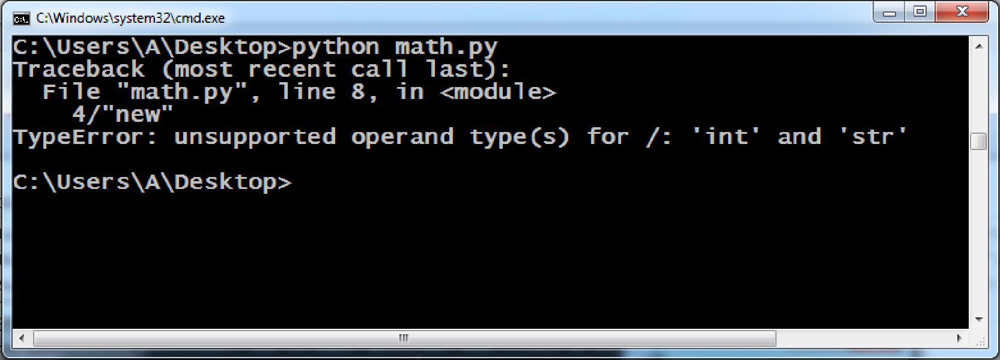 C:\Windows\system32\cmd.exe
C:\Users\A\Desktop>python math.py
Traceback (most recent call last):
  File "math.py", line 8, in <module>
    4/"new"
TypeError: unsupported operand type(s) for /: 'int' and 'str'
C:\Users\A\Desktop>